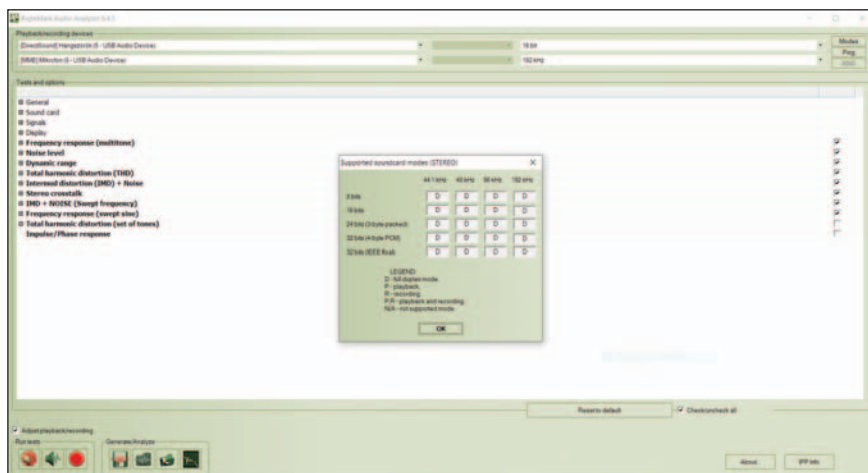 RightMark Audio Analyzer 6.4.5
Playback/recording devices
[DirectSound] Hangszórók (6 - USB Audio Device) 16 bit Modes
[MME] Mikrofon (6 - USB Audio Device) 192 kHz Ping
Tests and options
General
Sound card
Signals
Display
Frequency response (multitone)
Noise level
Dynamic range
Total harmonic distortion (THD)
Intermod distortion (IMD) + Noise
Stereo crosstalk
IMD + NOISE (Swept frequency)
Frequency response (swept sine)
Total harmonic distortion (set of tones)
Impulse/Phase response
Supported soundcard modes (STEREO)
44.1 kHz 48 kHz 96 kHz 192 kHz
8 bits D D D D
16 bits D D D D
24 bits (3-byte packed) D D D D
32 bits (4-byte PCM) D D D D
32 bits (IEEE float) D D D D
LEGEND
D - full duplex mode,
P - playback,
R - recording,
P,R - playback and recording,
N/A - not supported mode.
OK
Reset to default Check/uncheck all
Adjust playback/recording
Run tests Generate/Analyze
About... IPP info